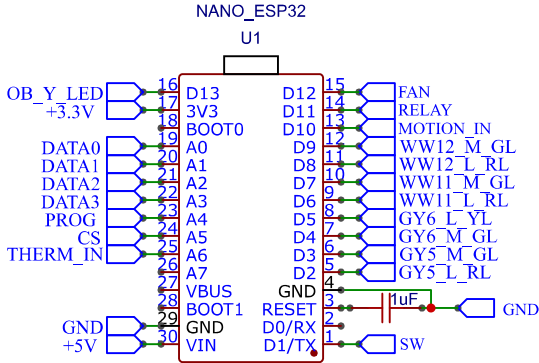 NANO_ESP32
U1
OB_Y_LED 16 D13 D12 15 FAN
+3.3V 17 3V3 D11 14 RELAY
18 BOOT0 D10 13 MOTION_IN
DATA0 19 A0 D9 12 WW12_M_GL
DATA1 20 A1 D8 11 WW12_L_RL
DATA2 21 A2 D7 10 WW11_M_GL
DATA3 22 A3 D6 9 WW11_L_RL
PROG 23 A4 D5 8 GY6_L_YL
CS 24 A5 D4 7 GY6_M_GL
THERM_IN 25 A6 D3 6 GY5_M_GL
26 A7 D2 5 GY5_L_RL
27 VBUS GND 4
28 BOOT1 RESET 3 1uF GND
GND 29 GND D0/RX 2
+5V 30 VIN D1/TX 1 SW